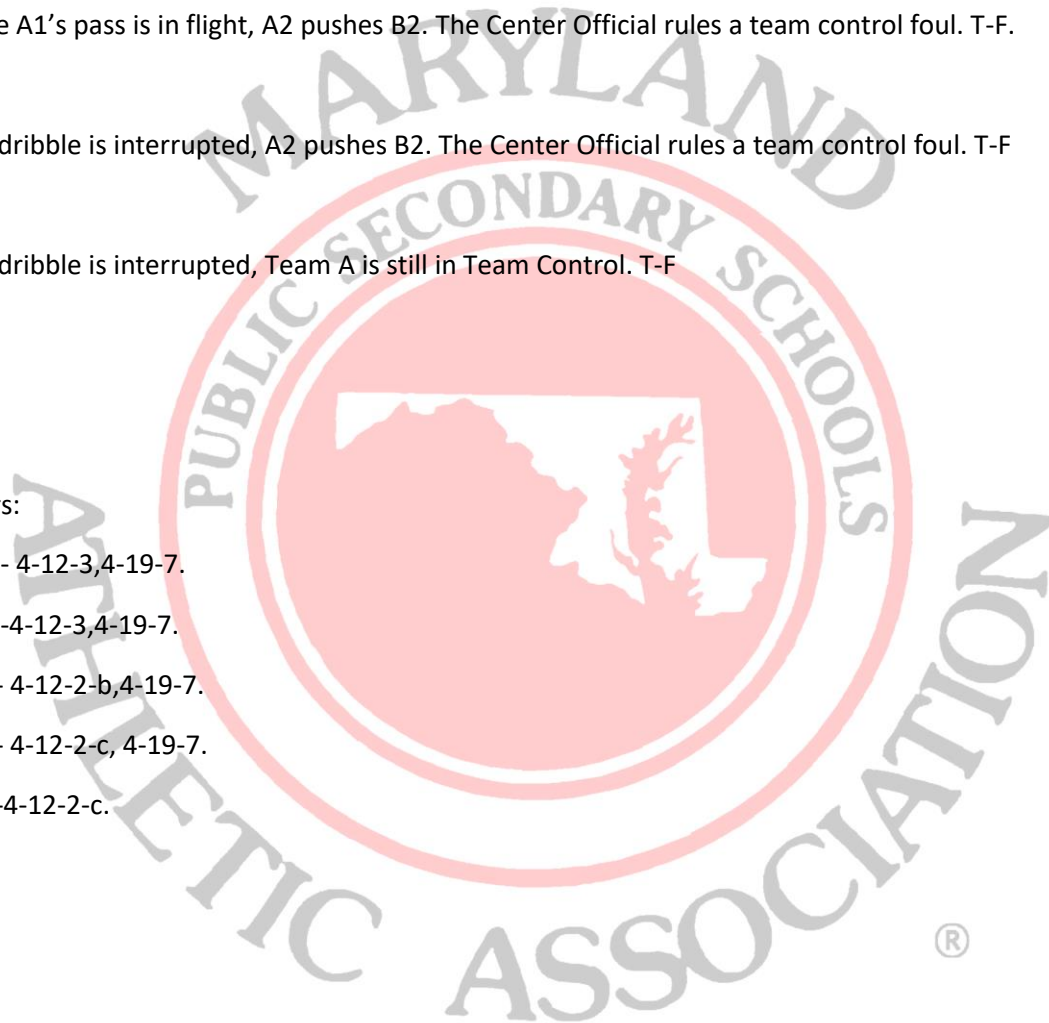 e A1’s pass is in flight, A2 pushes B2. The Center Official rules a team control foul. T-F.
dribble is interrupted, A2 pushes B2. The Center Official rules a team control foul. T-F
dribble is interrupted, Team A is still in Team Control. T-F
s:
- 4-12-3,4-19-7.
-4-12-3,4-19-7.
- 4-12-2-b,4-19-7.
- 4-12-2-c, 4-19-7.
-4-12-2-c.
MARYLAND
PUBLIC SECONDARY SCHOOLS
ATHLETIC ASSOCIATION
®